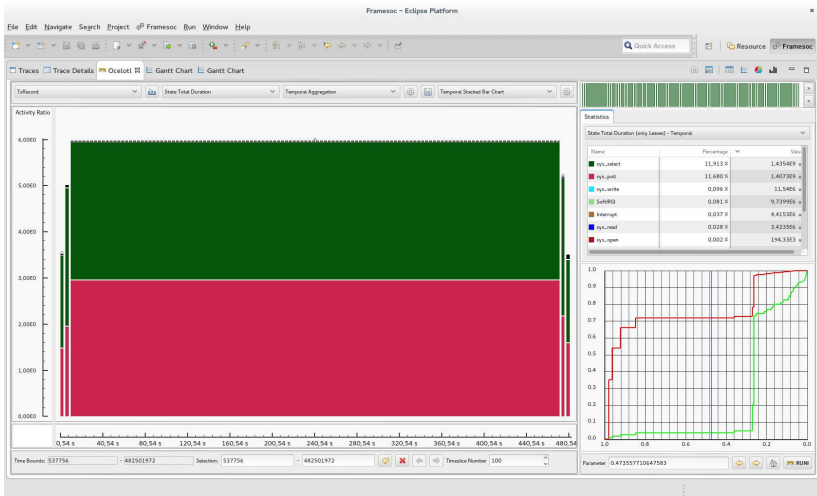 Framesoc - Eclipse Platform
File Edit Navigate Search Project Framesoc Run Window Help
Quick Access Resource Framesoc
Traces Trace Details Ocelotl Gantt Chart Gantt Chart
TsRecord State Total Duration Temporal Aggregation Temporal Stacked Bar Chart
Activity Ratio
6,00E0
5,00E0
4,00E0
3,00E0
2,00E0
1,00E0
0,00E0
0,54 s 40,54 s 80,54 s 120,54 s 160,54 s 200,54 s 240,54 s 280,54 s 320,54 s 360,54 s 400,54 s 440,54 s 480,54
Time Bounds: 537756 - 482501972 Selection: 537756 - 482501972 Timeslice Number 100
Statistics
State Total Duration (only Leaves) - Temporal
Name Percentage Valu
sys_select 11,913 % 1,4354E9
sys_poll 11,680 % 1,4073E9
sys_write 0,096 % 11,54E6
SoftIRQ 0,081 % 9,7399E6
Interrupt 0,037 % 4,4153E6
sys_read 0,028 % 3,4235E6
sys_open 0,002 % 194,33E3
1.0
0.9
0.8
0.7
0.6
0.5
0.4
0.3
0.2
0.1
0.0
1.0 0.8 0.6 0.4 0.2 0.0
Parameter 0.473557710647583 RUN!